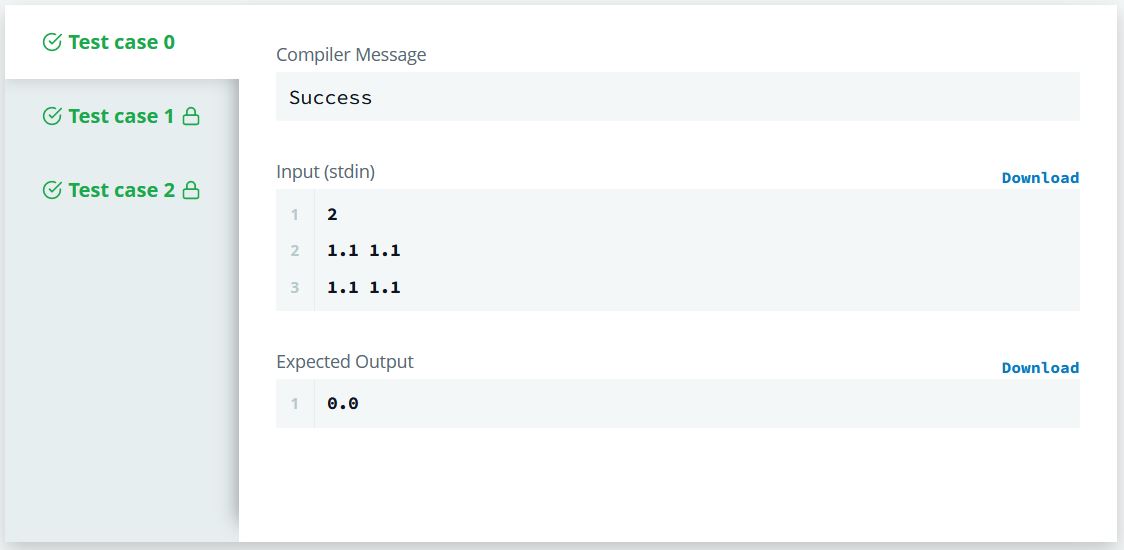 Test case 0
Test case 1
Test case 2
Compiler Message
Success
Input (stdin)
Download
1 2
2 1.1 1.1
3 1.1 1.1
Expected Output
Download
1 0.0